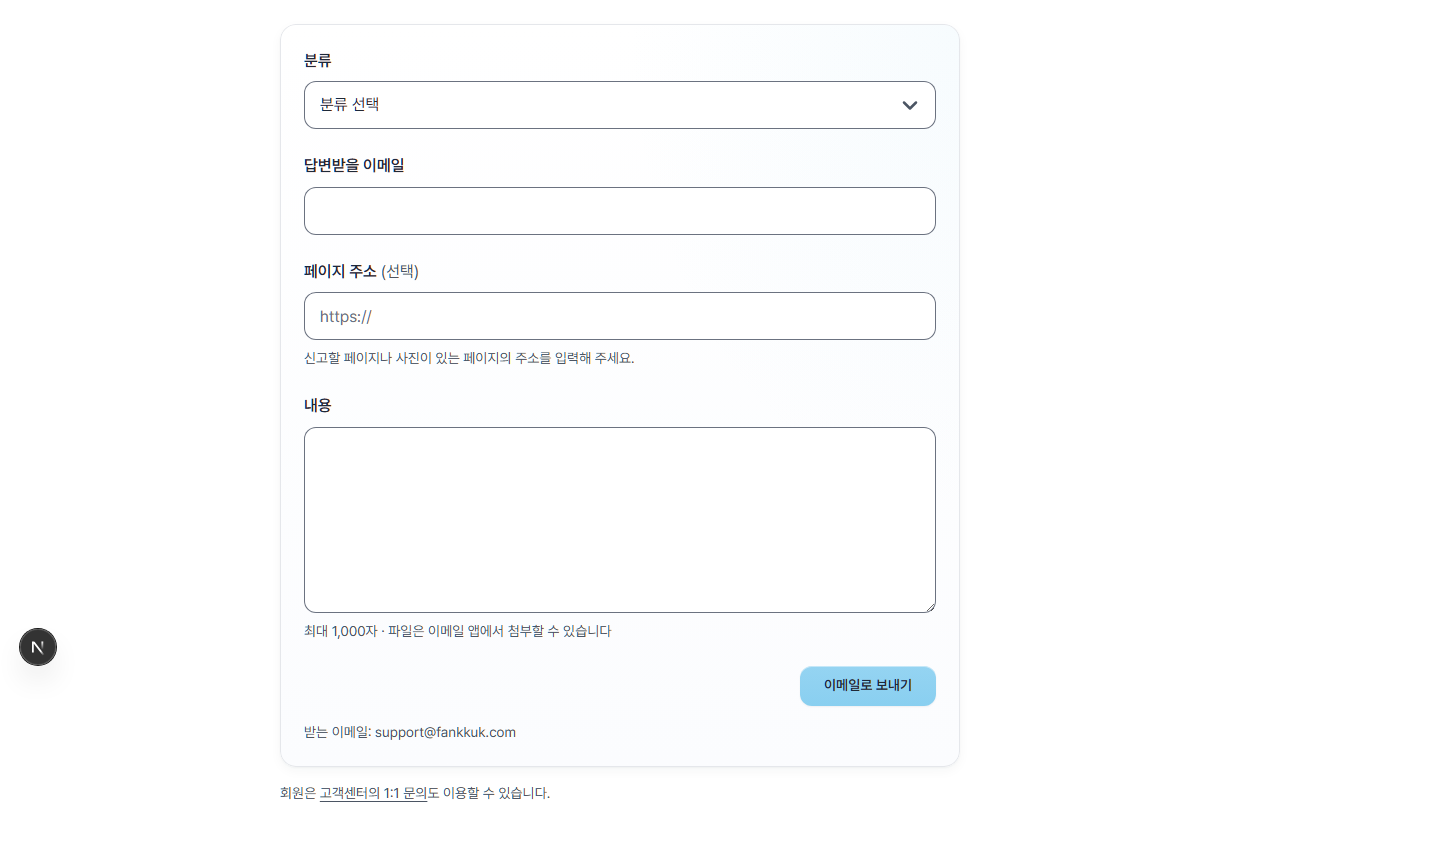 분류
분류 선택
답변받을 이메일
페이지 주소 (선택)
https://
신고할 페이지나 사진이 있는 페이지의 주소를 입력해 주세요.
내용
최대 1,000자 · 파일은 이메일 앱에서 첨부할 수 있습니다
N
이메일로 보내기
받는 이메일: support@fankkuk.com
회원은 고객센터의 1:1 문의도 이용할 수 있습니다.